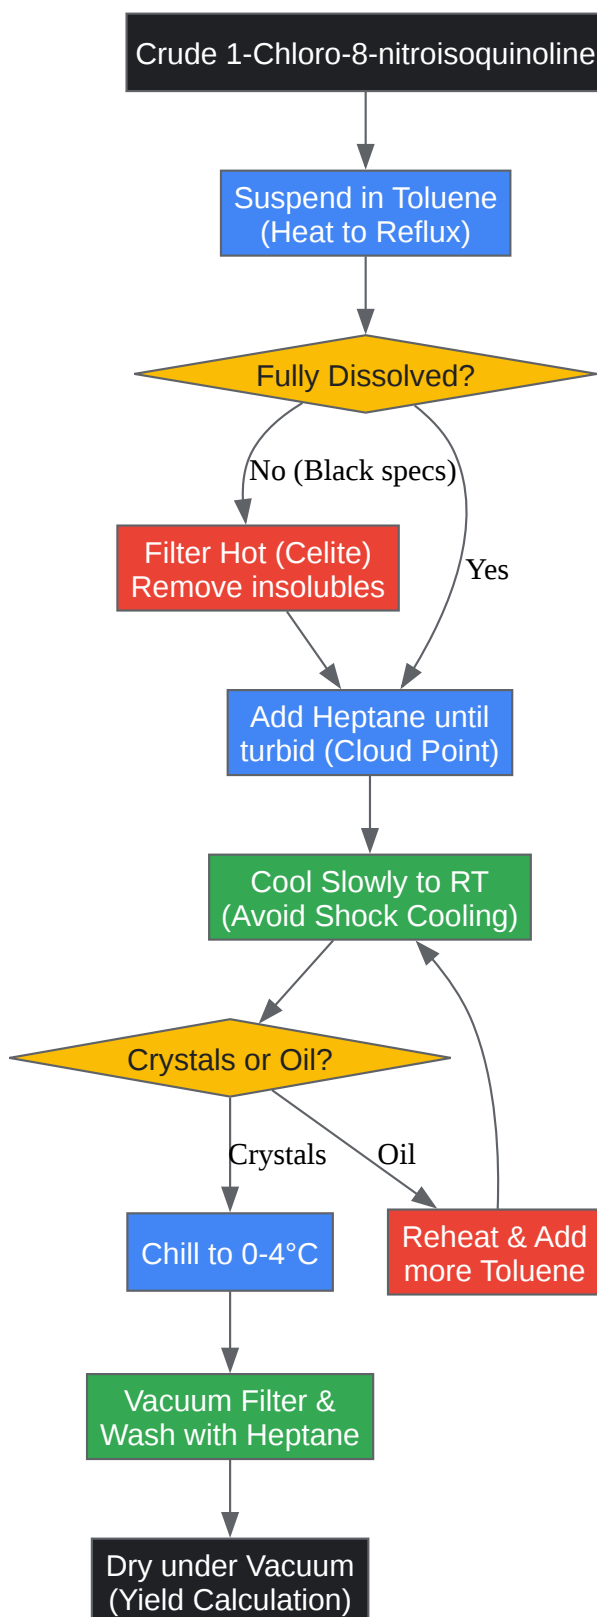 Crude 1-Chloro-8-nitroisoquinoline
Suspend in Toluene
(Heat to Reflux)
Fully Dissolved?
No (Black specs)
Yes
Filter Hot (Celite)
Remove insolubles
Add Heptane until
turbid (Cloud Point)
Cool Slowly to RT
(Avoid Shock Cooling)
Crystals or Oil?
Crystals
Oil
Chill to 0-4°C
Reheat & Add
more Toluene
Vacuum Filter &
Wash with Heptane
Dry under Vacuum
(Yield Calculation)